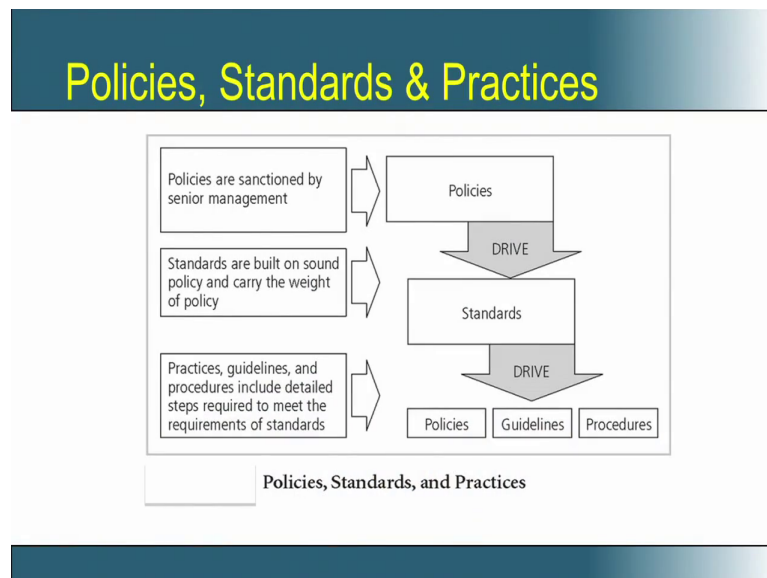 Policies, Standards & Practices
Policies are sanctioned by
senior management
Policies
DRIVE
Standards are built on sound
policy and carry the weight
of policy
Standards
DRIVE
Practices, guidelines, and
procedures include detailed
steps required to meet the
requirements of standards
Policies Guidelines Procedures
Policies, Standards, and Practices